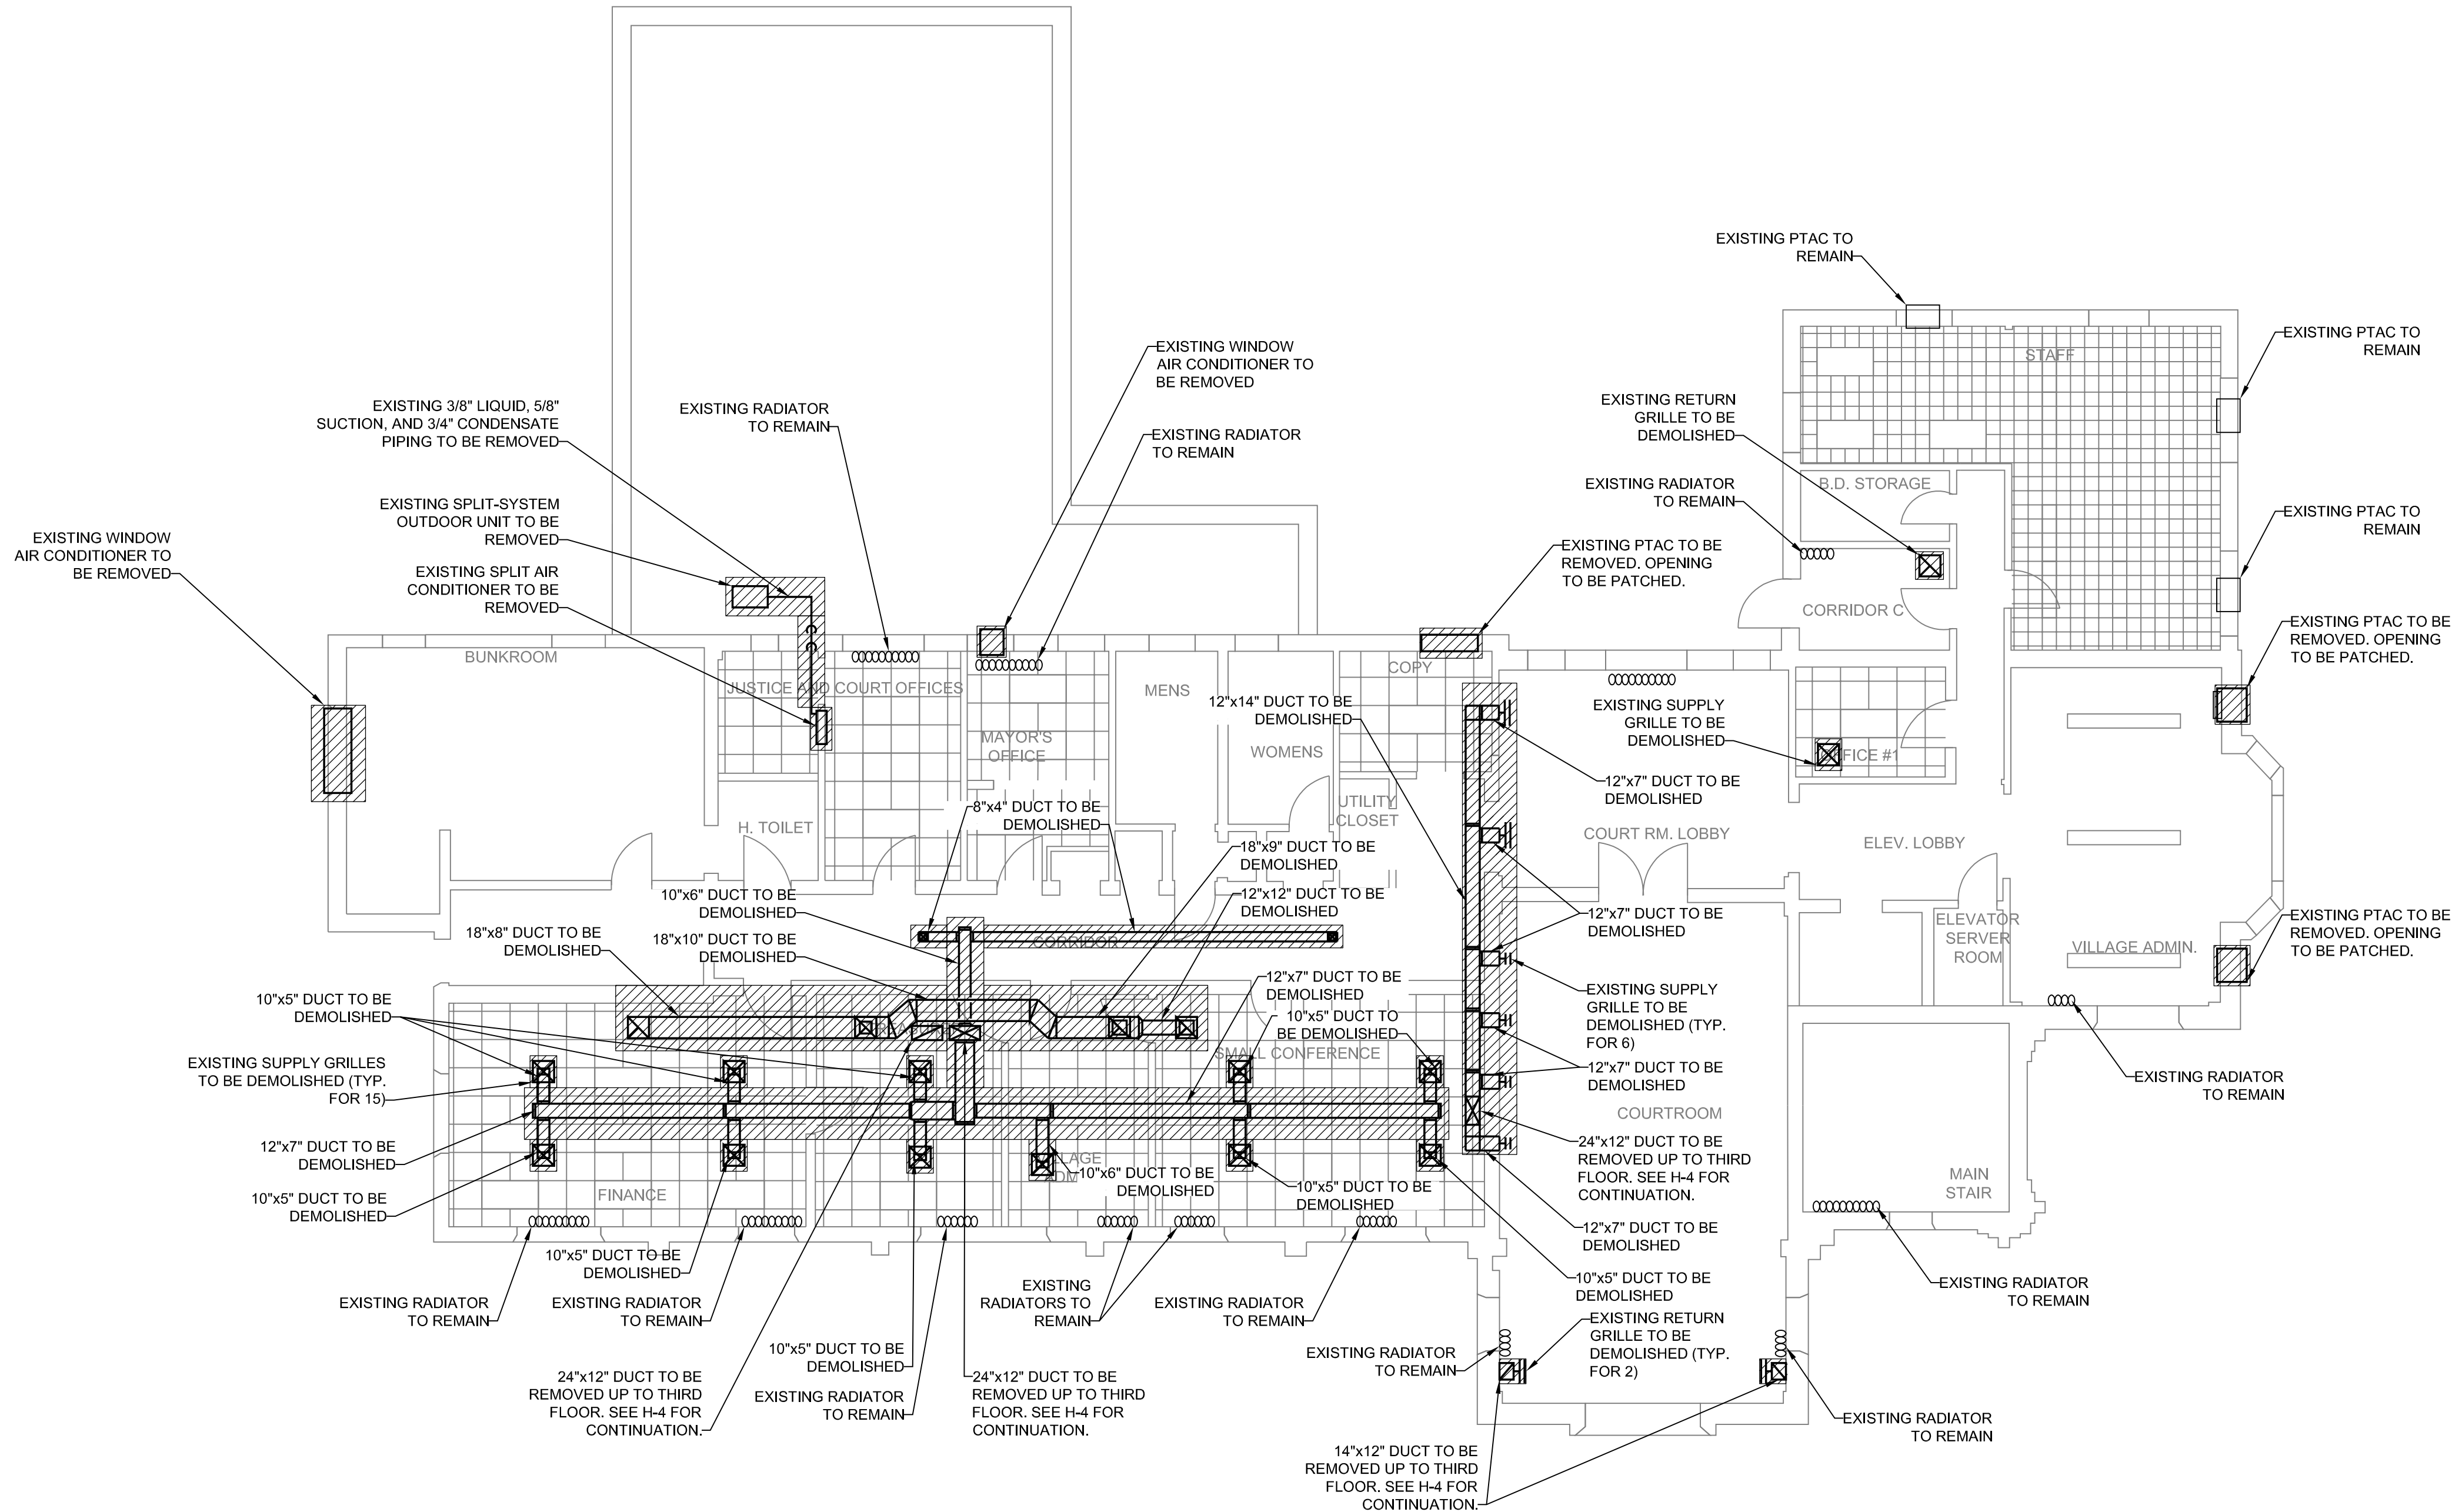 EXISTING PTAC TO
REMAIN
EXISTING PTAC TO
REMAIN
STAFF
EXISTING WINDOW
AIR CONDITIONER TO
BE REMOVED
EXISTING 3/8" LIQUID, 5/8"
SUCTION, AND 3/4" CONDENSATE
PIPING TO BE REMOVED
EXISTING RADIATOR
TO REMAIN
EXISTING RADIATOR
TO REMAIN
EXISTING RETURN
GRILLE TO BE
DEMOLISHED
EXISTING RADIATOR
TO REMAIN
B.D. STORAGE
EXISTING PTAC TO
REMAIN
EXISTING SPLIT-SYSTEM
OUTDOOR UNIT TO BE
REMOVED
EXISTING WINDOW
AIR CONDITIONER TO
BE REMOVED
EXISTING SPLIT AIR
CONDITIONER TO BE
REMOVED
EXISTING PTAC TO BE
REMOVED. OPENING
TO BE PATCHED.
CORRIDOR C
EXISTING PTAC TO BE
REMOVED. OPENING
TO BE PATCHED.
BUNKROOM
JUSTICE AND COURT OFFICES
MENS
COPY
12"x14" DUCT TO BE
DEMOLISHED
EXISTING SUPPLY
GRILLE TO BE
DEMOLISHED
MAYOR'S
OFFICE
WOMENS
OFFICE #1
12"x7" DUCT TO BE
DEMOLISHED
8"x4" DUCT TO BE
DEMOLISHED
UTILITY
CLOSET
H. TOILET
COURT RM. LOBBY
ELEV. LOBBY
18"x9" DUCT TO BE
DEMOLISHED
10"x6" DUCT TO BE
DEMOLISHED
12"x12" DUCT TO BE
DEMOLISHED
12"x7" DUCT TO BE
DEMOLISHED
ELEVATOR
SERVER
ROOM
VILLAGE ADMIN.
EXISTING PTAC TO BE
REMOVED. OPENING
TO BE PATCHED.
18"x8" DUCT TO BE
DEMOLISHED
18"x10" DUCT TO BE
DEMOLISHED
CORRIDOR
12"x7" DUCT TO BE
DEMOLISHED
10"x5" DUCT TO BE
DEMOLISHED
10"x5" DUCT TO
BE DEMOLISHED
EXISTING SUPPLY
GRILLE TO BE
DEMOLISHED (TYP.
FOR 6)
SMALL CONFERENCE
EXISTING SUPPLY GRILLES
TO BE DEMOLISHED (TYP.
FOR 15)
12"x7" DUCT TO BE
DEMOLISHED
EXISTING RADIATOR
TO REMAIN
COURTROOM
12"x7" DUCT TO BE
DEMOLISHED
24"x12" DUCT TO BE
REMOVED UP TO THIRD
FLOOR. SEE H-4 FOR
CONTINUATION.
10"x6" DUCT TO BE
DEMOLISHED
10"x5" DUCT TO BE
DEMOLISHED
MAIN
STAIR
10"x5" DUCT TO BE
DEMOLISHED
FINANCE
12"x7" DUCT TO BE
DEMOLISHED
10"x5" DUCT TO BE
DEMOLISHED
10"x5" DUCT TO BE
DEMOLISHED
EXISTING RADIATOR
TO REMAIN
EXISTING RADIATOR
TO REMAIN
EXISTING
RADIATORS TO
REMAIN
EXISTING RADIATOR
TO REMAIN
EXISTING RADIATOR
TO REMAIN
EXISTING RETURN
GRILLE TO BE
DEMOLISHED (TYP.
FOR 2)
10"x5" DUCT TO BE
DEMOLISHED
EXISTING RADIATOR
TO REMAIN
24"x12" DUCT TO BE
REMOVED UP TO THIRD
FLOOR. SEE H-4 FOR
CONTINUATION.
EXISTING RADIATOR
TO REMAIN
24"x12" DUCT TO BE
REMOVED UP TO THIRD
FLOOR. SEE H-4 FOR
CONTINUATION.
EXISTING RADIATOR
TO REMAIN
14"x12" DUCT TO BE
REMOVED UP TO THIRD
FLOOR. SEE H-4 FOR
CONTINUATION.